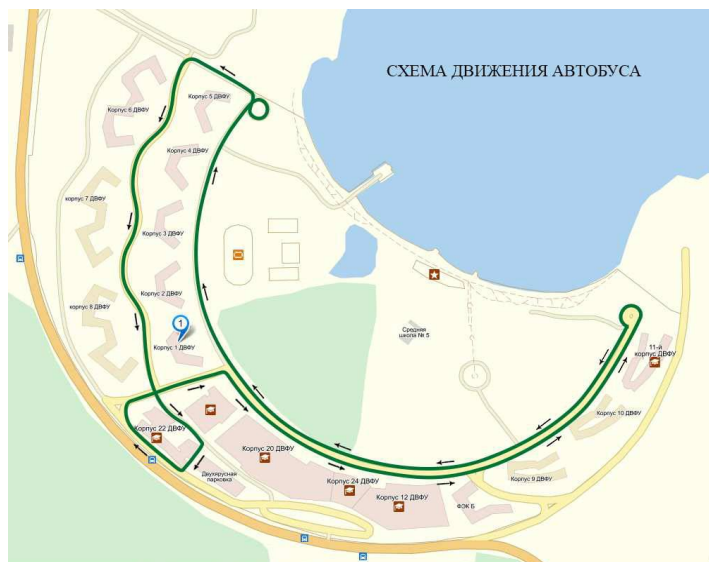 СХЕМА ДВИЖЕНИЯ АВТОБУСА
Корпус 5 ДВФУ
Корпус 6 ДВФУ
Корпус 4 ДВФУ
корпус 7 ДВФУ
Корпус 3 ДВФУ
Корпус 2 ДВФУ
корпус 8 ДВФУ
1
Корпус 1 ДВФУ
Средняя
школа № 5
11-й
корпус ДВФУ
Корпус 10 ДВФУ
Корпус 22 ДВФУ
Корпус 20 ДВФУ
Двухярусная
парковка
Корпус 24 ДВФУ
Корпус 12 ДВФУ
Корпус 9 ДВФУ
ФОК Б